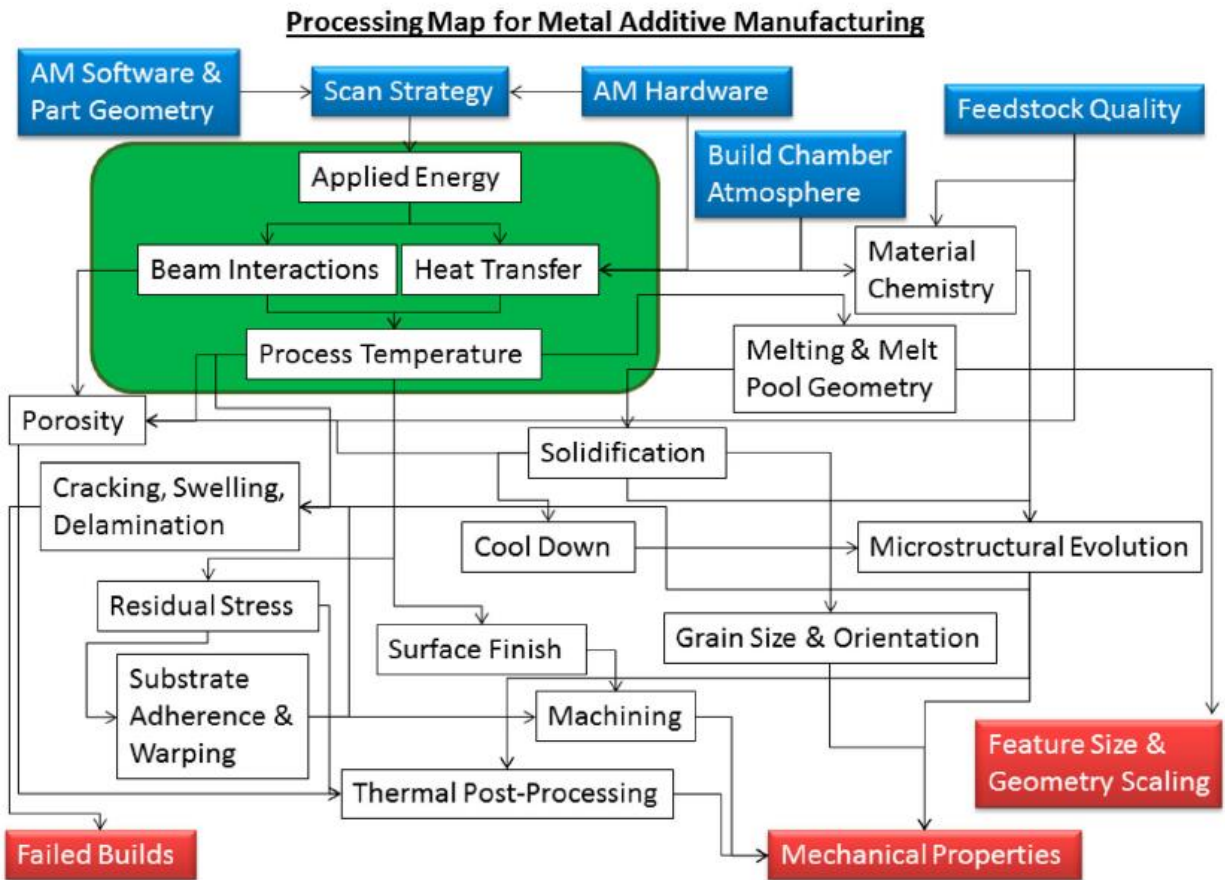 Processing Map for Metal Additive Manufacturing
AM Software &
Part Geometry
Scan Strategy
AM Hardware
Feedstock Quality
Build Chamber
Atmosphere
Applied Energy
Beam Interactions
Heat Transfer
Material
Chemistry
Process Temperature
Melting & Melt
Pool Geometry
Porosity
Solidification
Cracking, Swelling,
Delamination
Cool Down
Microstructural Evolution
Residual Stress
Surface Finish
Grain Size & Orientation
Substrate
Adherence &
Warping
Machining
Feature Size &
Geometry Scaling
Thermal Post-Processing
Failed Builds
Mechanical Properties